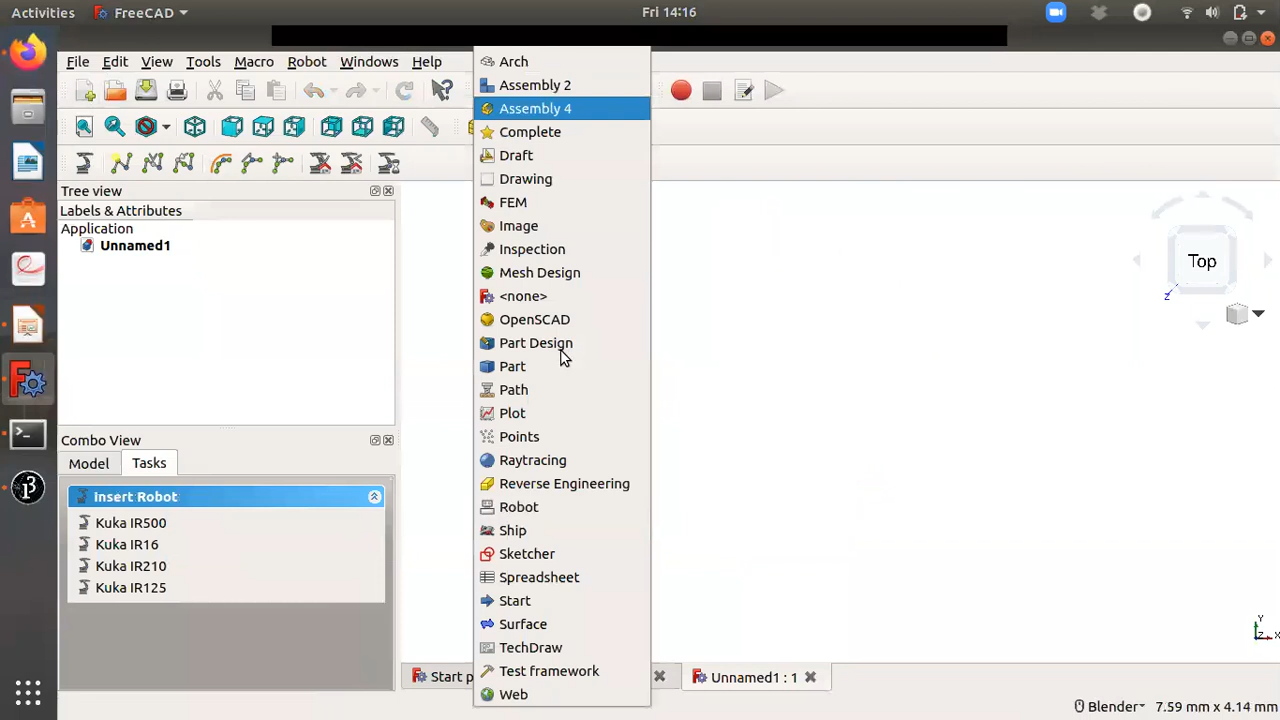 Activities FreeCAD Fri 14:16
File Edit View Tools Macro Robot Windows Help
Tree view
Labels & Attributes
Application
Unnamed1
Combo View
Model Tasks
Insert Robot
Kuka IR500
Kuka IR16
Kuka IR210
Kuka IR125
Arch
Assembly 2
Assembly 4
Complete
Draft
Drawing
FEM
Image
Inspection
Mesh Design
<none>
OpenSCAD
Part Design
Part
Path
Plot
Points
Raytracing
Reverse Engineering
Robot
Ship
Sketcher
Spreadsheet
Start
Surface
TechDraw
Test framework
Web
Top
Z
Y
Z X
Start p Unnamed1 : 1
Blender 7.59 mm x 4.14 mm